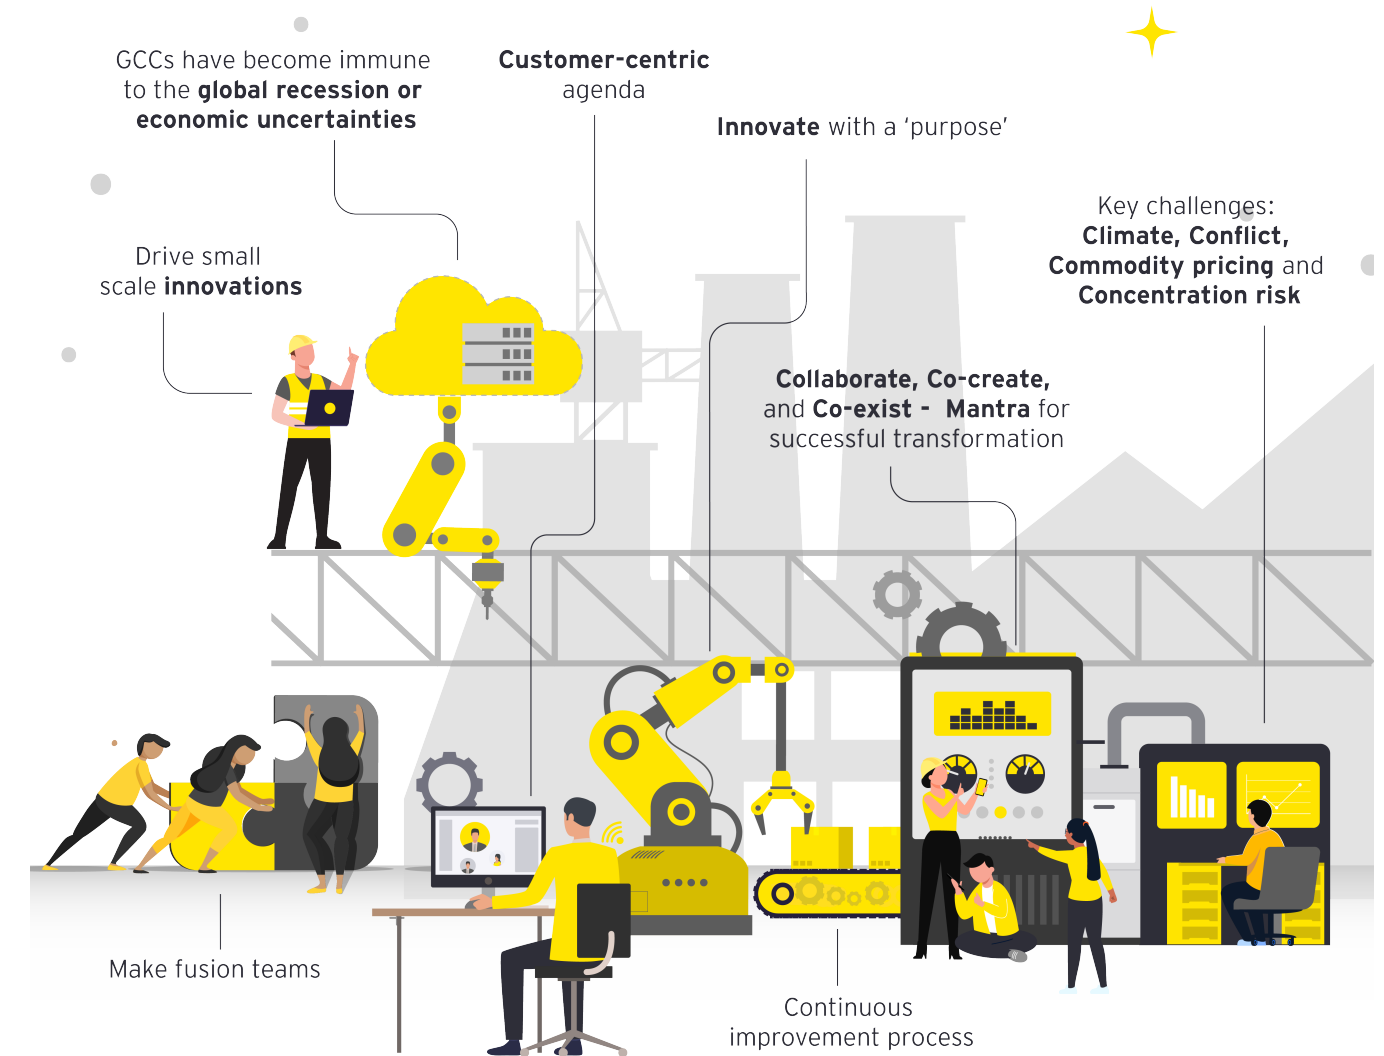 GCCs have become immune
to the global recession or
economic uncertainties
Customer-centric
agenda
Innovate with a ‘purpose’
Key challenges:
Climate, Conflict,
Commodity pricing and
Concentration risk
Drive small
scale innovations
Collaborate, Co-create,
and Co-exist - Mantra for
successful transformation
Make fusion teams
Continuous
improvement process